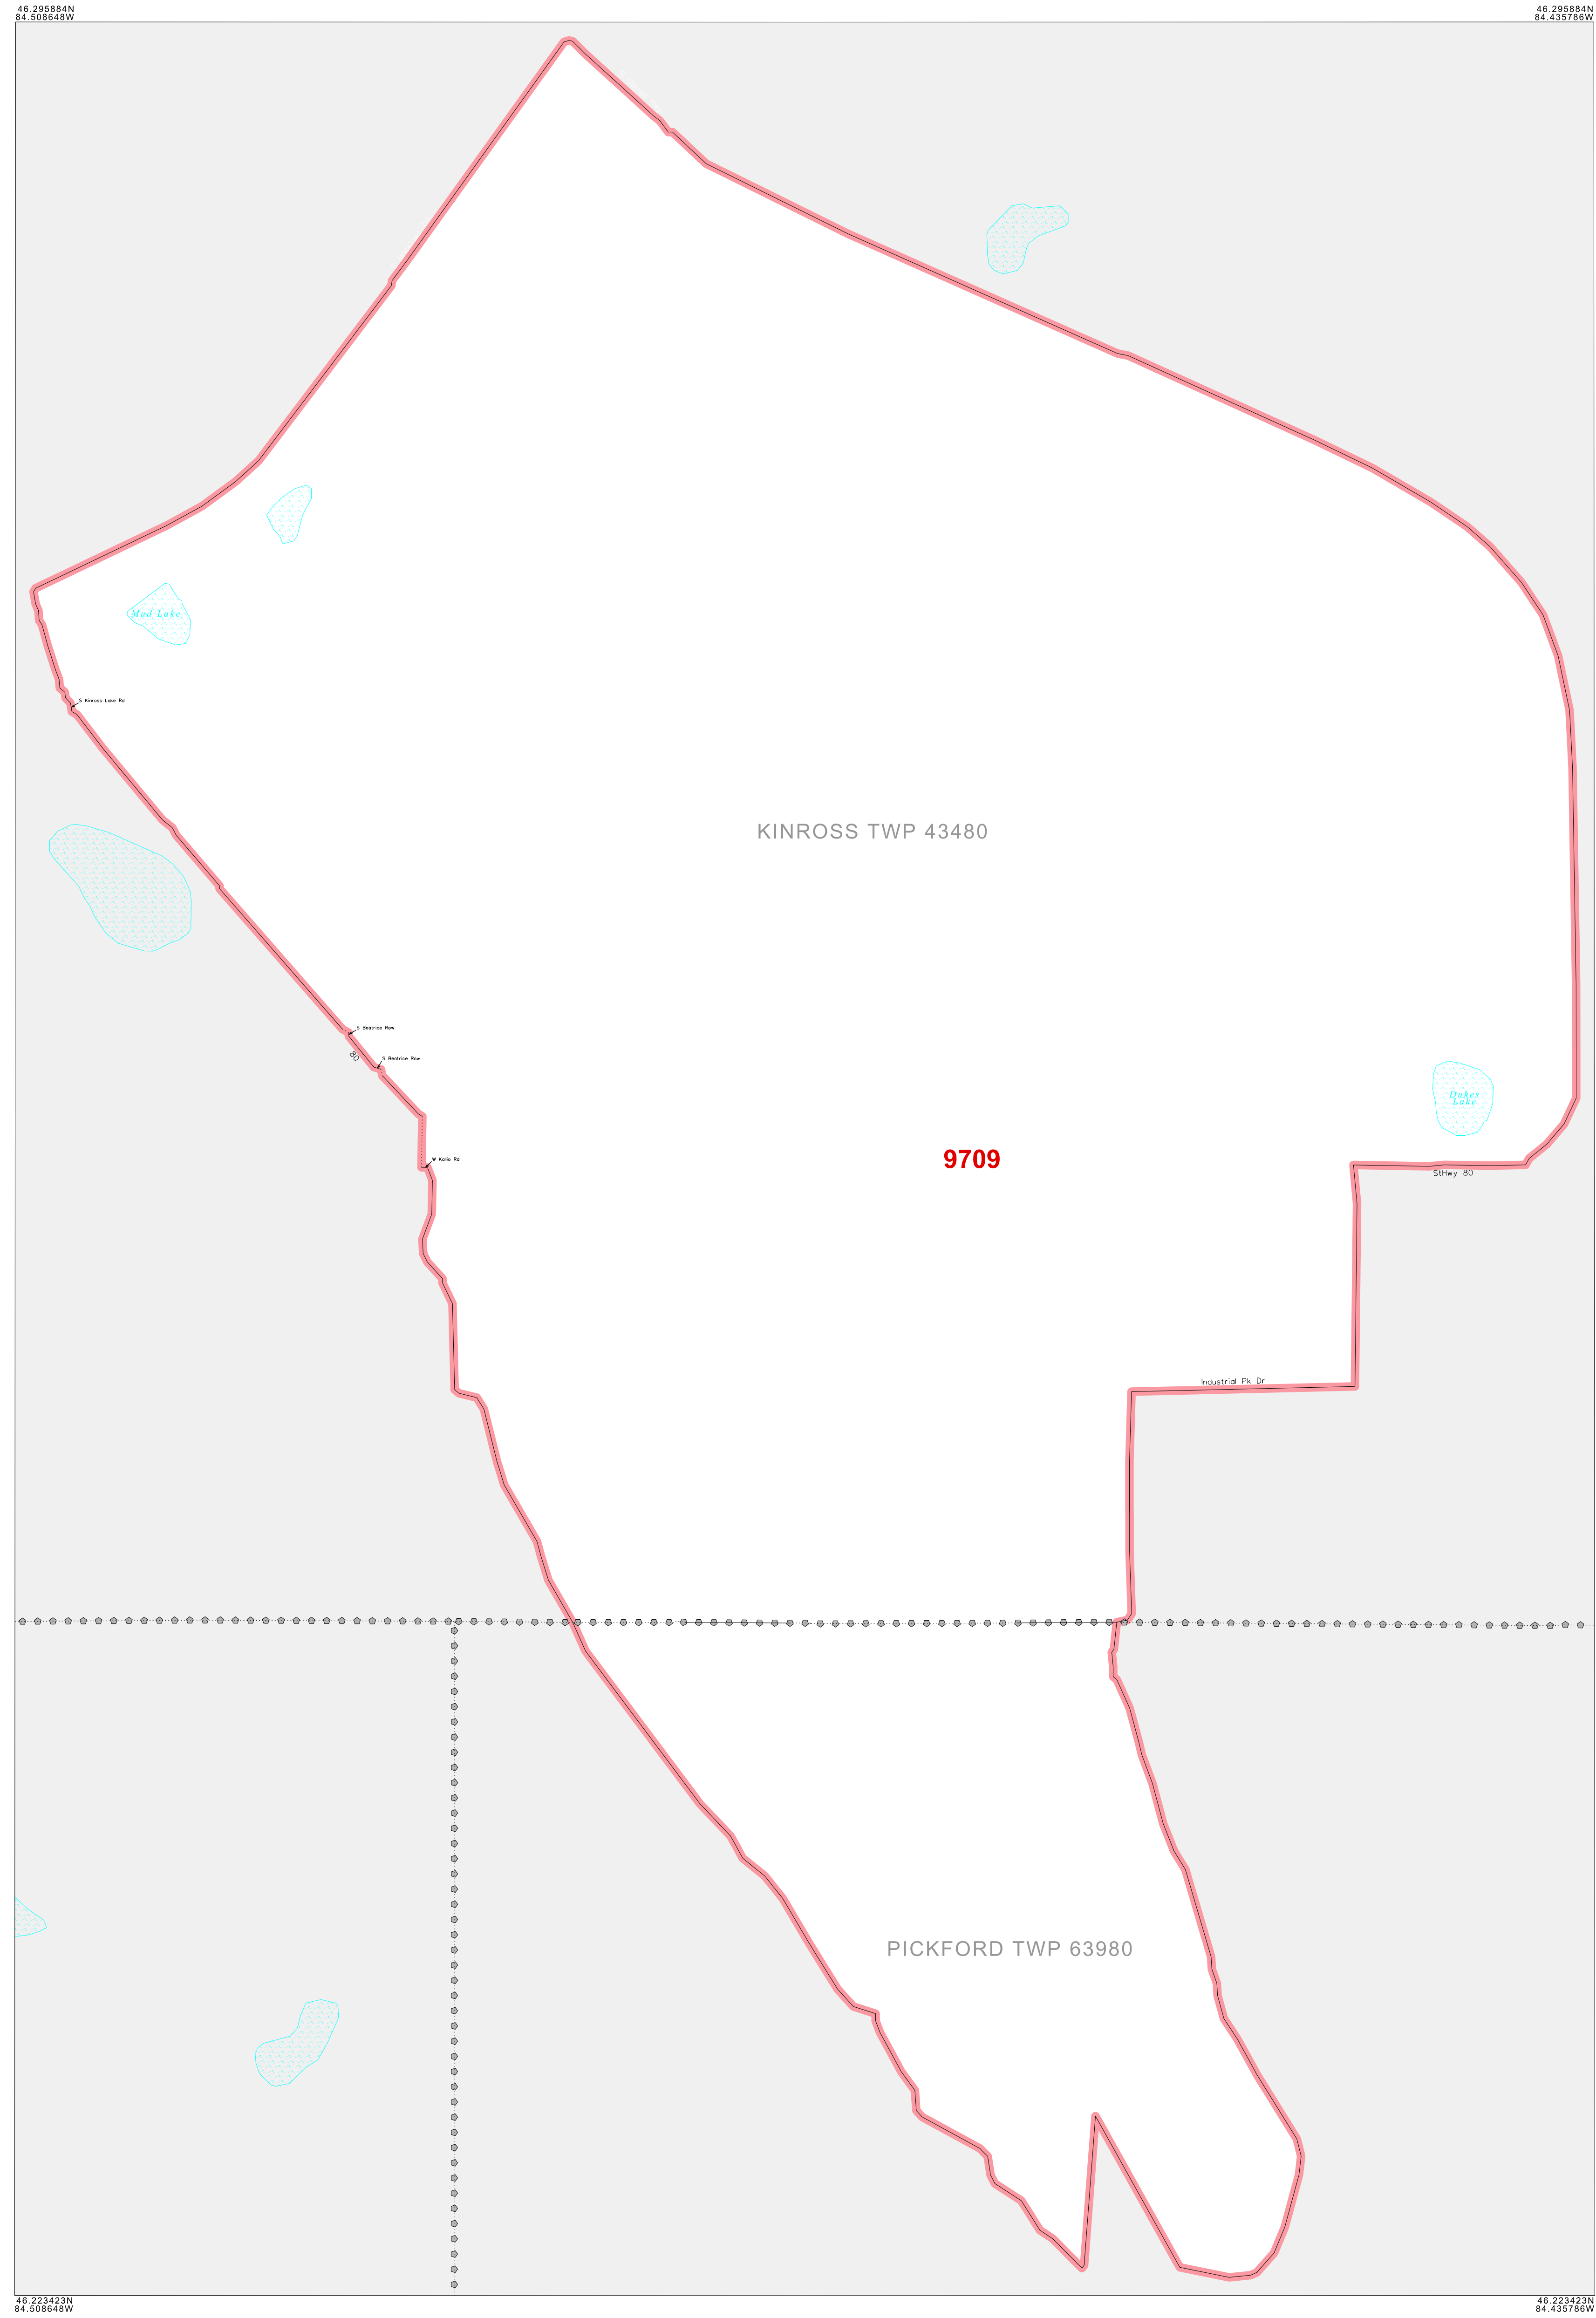 46.295884N
84.508648W
46.295884N
84.435786W
Mud Lake
S Kinross Lake Rd
KINROSS TWP 43480
S Beatrice Row
80
S Beatrice Row
Dukes
Lake
W Kallio Rd
9709
StHwy 80
Industrial Pk Dr
PICKFORD TWP 63980
46.223423N
84.508648W
46.223423N
84.435786W